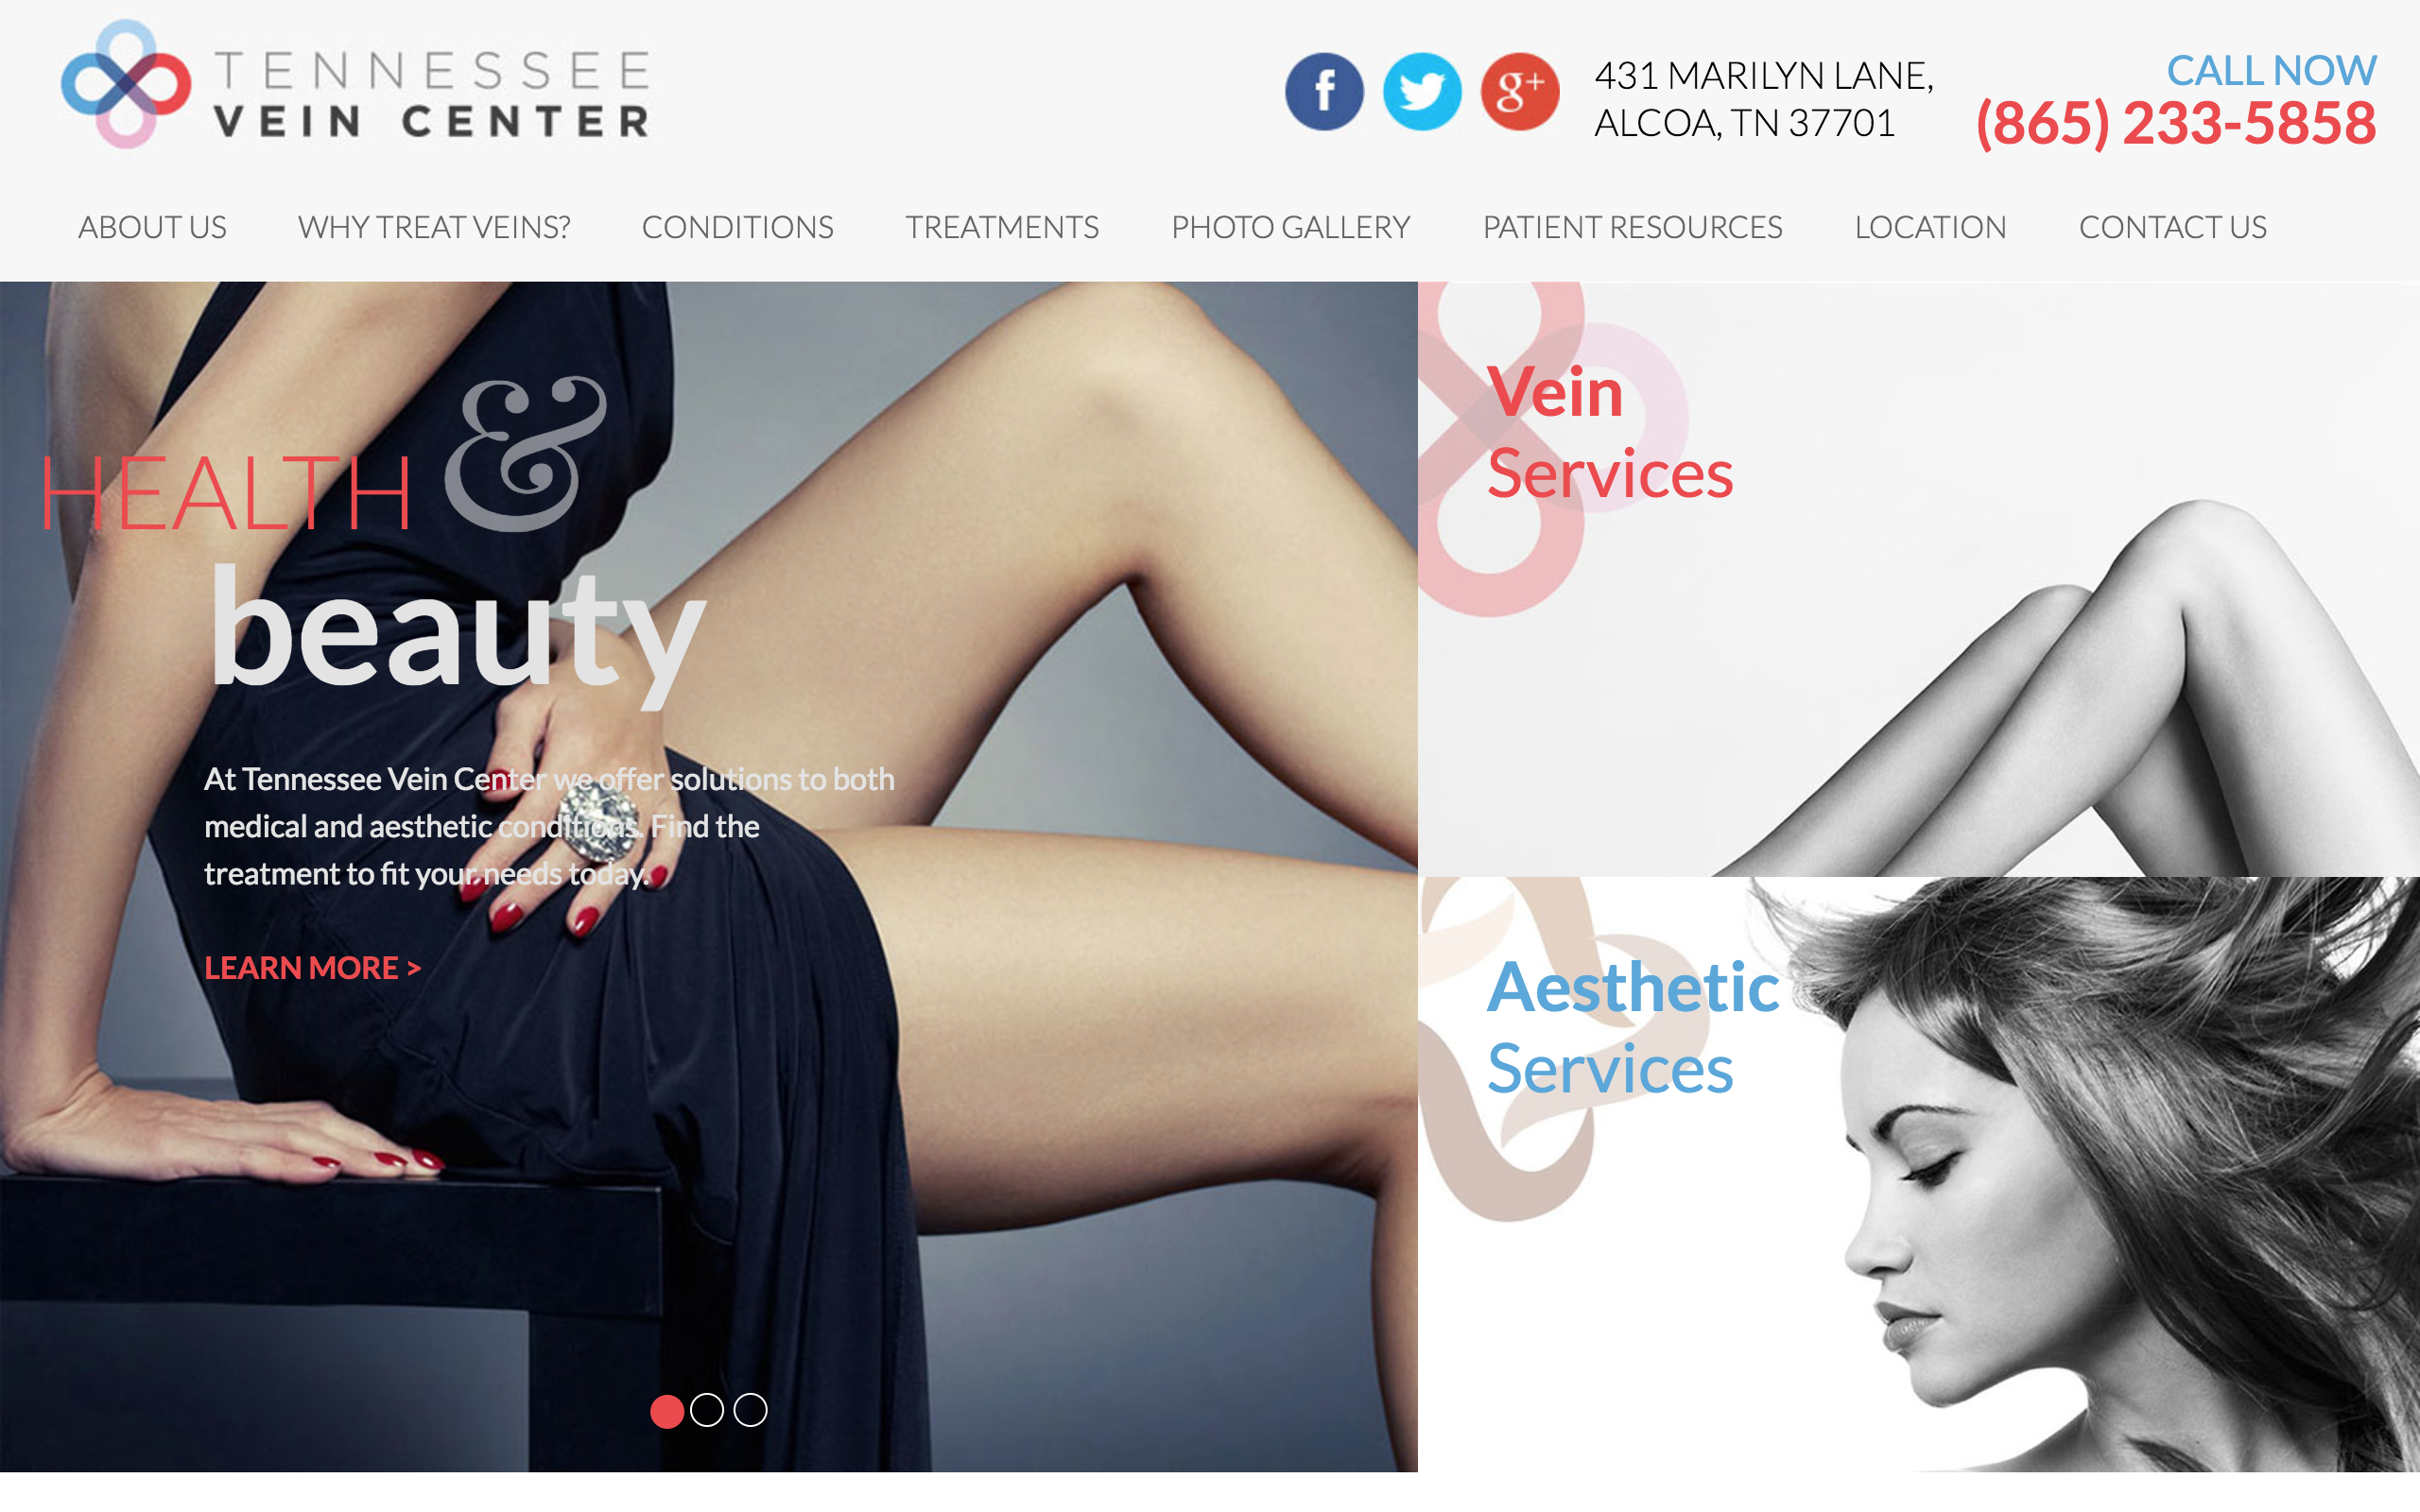 TENNESSEE
VEIN CENTER
f
g+
431 MARILYN LANE,
ALCOA, TN 37701
CALL NOW
(865) 233-5858
ABOUT US
WHY TREAT VEINS?
CONDITIONS
TREATMENTS
PHOTO GALLERY
PATIENT RESOURCES
LOCATION
CONTACT US
HEALTH &
beauty
At Tennessee Vein Center we offer solutions to both
medical and aesthetic conditions. Find the
treatment to fit your needs today.
LEARN MORE >
Vein
Services
Aesthetic
Services